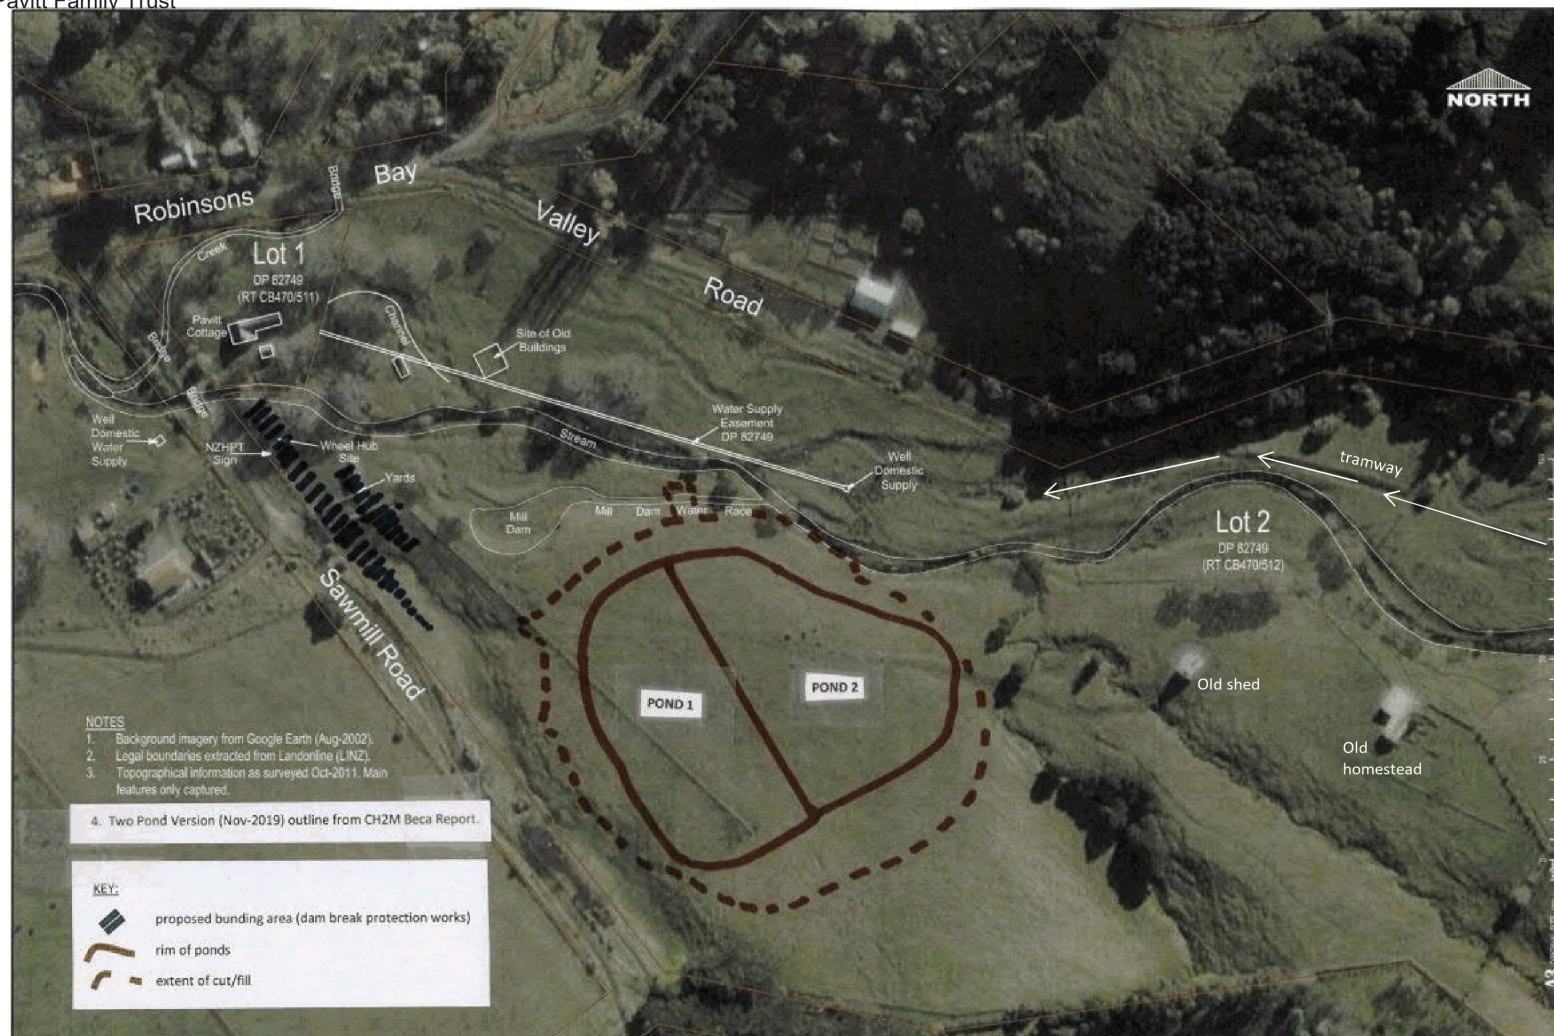 Pavitt Family Trust
NORTH
Robinsons
Bay
Valley
Road
Bridge
Creek
Lot 1
DP 82749
(RT CB470/511)
Pavitt
Cottage
Channel
Site of Old
Buildings
Bridge
Bridge
Well
Domestic
Water
Supply
NZHPT
Sign
Wheel Hub
Site
Yards
Stream
Water Supply
Easement
DP 82749
Well
Domestic
Supply
tramway
Lot 2
DP 82749
(RT CB470/512)
Mill
Dam
Mill Dam Water Race
Sawmill Road
POND 1
POND 2
Old shed
Old
homestead
NOTES
1. Background imagery from Google Earth (Aug-2002).
2. Legal boundaries extracted from Landonline (LINZ).
3. Topographical information as surveyed Oct-2011. Main
features only captured.
4. Two Pond Version (Nov-2019) outline from CH2M Beca Report.
KEY:
proposed bunding area (dam break protection works)
rim of ponds
extent of cut/fill
A3